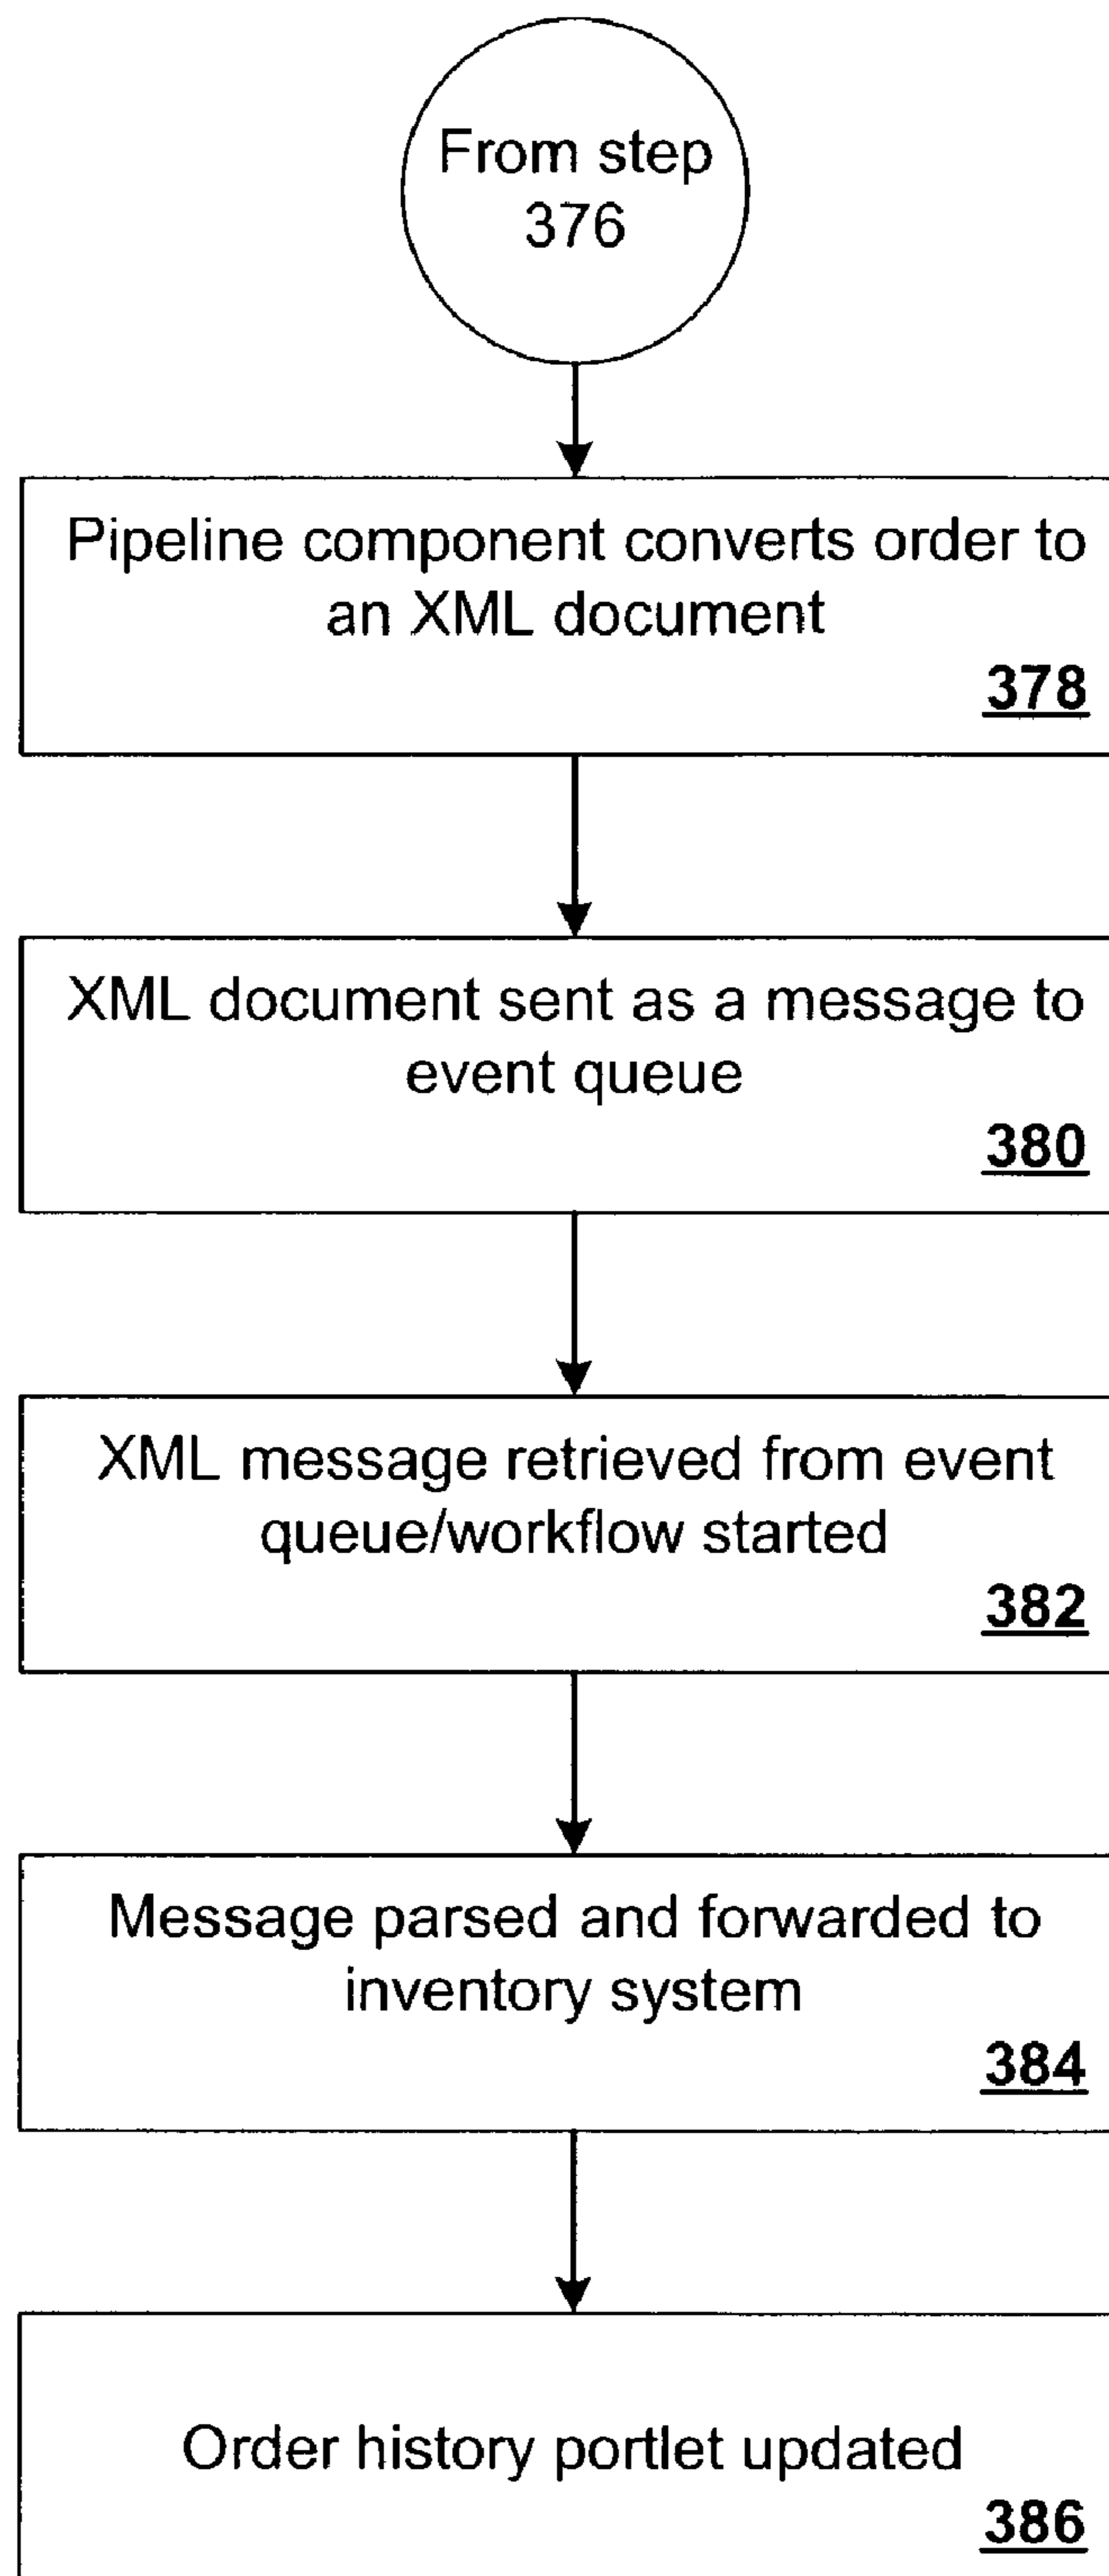 From step
376
Pipeline component converts order to
an XML document
378
XML document sent as a message to
event queue
380
XML message retrieved from event
queue/workflow started
382
Message parsed and forwarded to
inventory system
384
Order history portlet updated
386